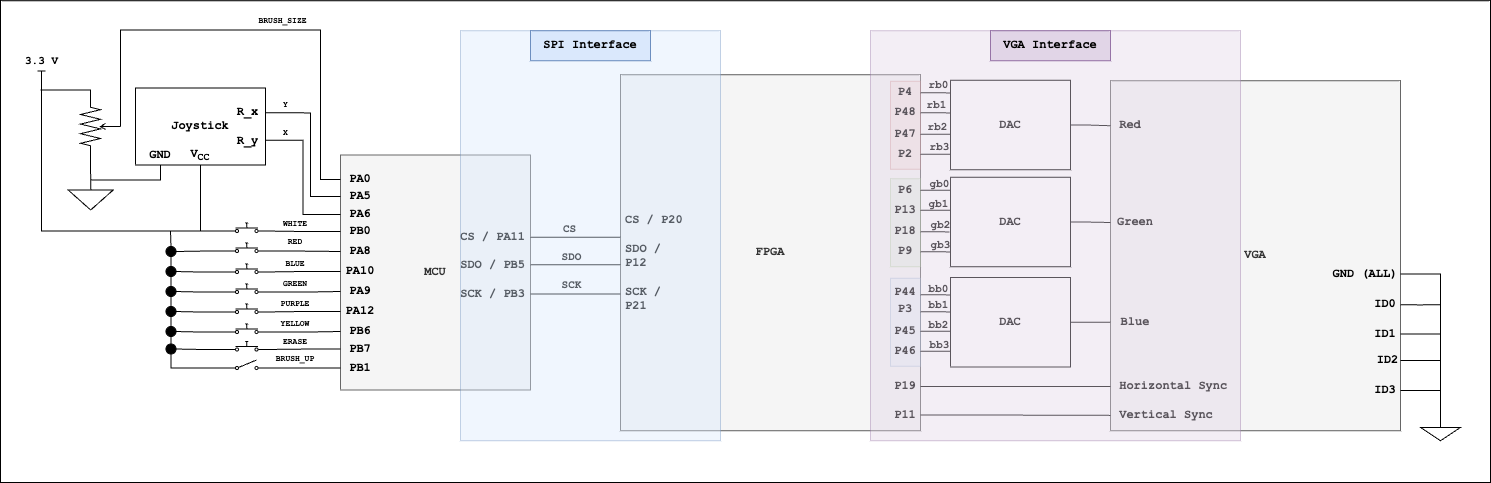 BRUSH_SIZE
SPI Interface
VGA Interface
3.3 V
Joystick
R_x
R_y
GND
VCC
Y
X
PA0
PA5
PA6
WHITE
PB0
RED
PA8
BLUE
PA10
GREEN
PA9
PURPLE
PA12
YELLOW
PB6
ERASE
PB7
BRUSH_UP
PB1
MCU
CS / PA11
SDO / PB5
SCK / PB3
CS
SDO
SCK
CS / P20
SDO /
P12
SCK /
P21
FPGA
P4
P48
P47
P2
rb0
rb1
rb2
rb3
DAC
Red
P6
P13
P18
P9
gb0
gb1
gb2
gb3
DAC
Green
P44
P3
P45
P46
bb0
bb1
bb2
bb3
DAC
Blue
P19
Horizontal Sync
P11
Vertical Sync
VGA
GND (ALL)
ID0
ID1
ID2
ID3